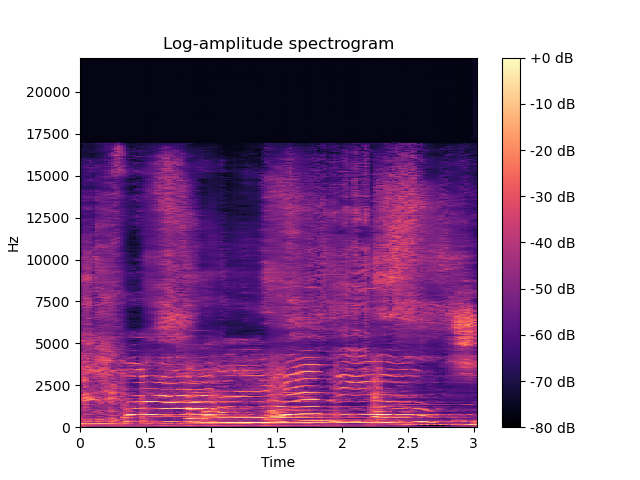 Log-amplitude spectrogram
Hz
20000
17500
15000
12500
10000
7500
5000
2500
0
0 0.5 1 1.5 2 2.5 3
Time
+0 dB
-10 dB
-20 dB
-30 dB
-40 dB
-50 dB
-60 dB
-70 dB
-80 dB